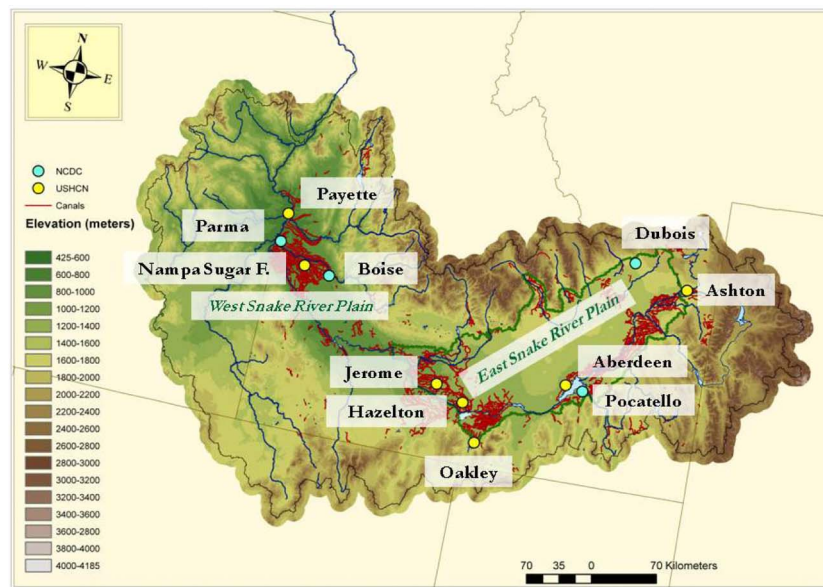 N
W
E
S
NCDC
USHCN
Canals
Elevation (meters)
425-600
600-800
800-1000
1000-1200
1200-1400
1400-1600
1600-1800
1800-2000
2000-2200
2200-2400
2400-2600
2600-2800
2800-3000
3000-3200
3200-3400
3400-3600
3600-2800
3800-4000
4000-4185
Payette
Parma
Nampa Sugar F.
Boise
West Snake River Plain
Dubois
Ashton
East Snake River Plain
Jerome
Aberdeen
Hazelton
Pocatello
Oakley
70 35 0 70 Kilometers